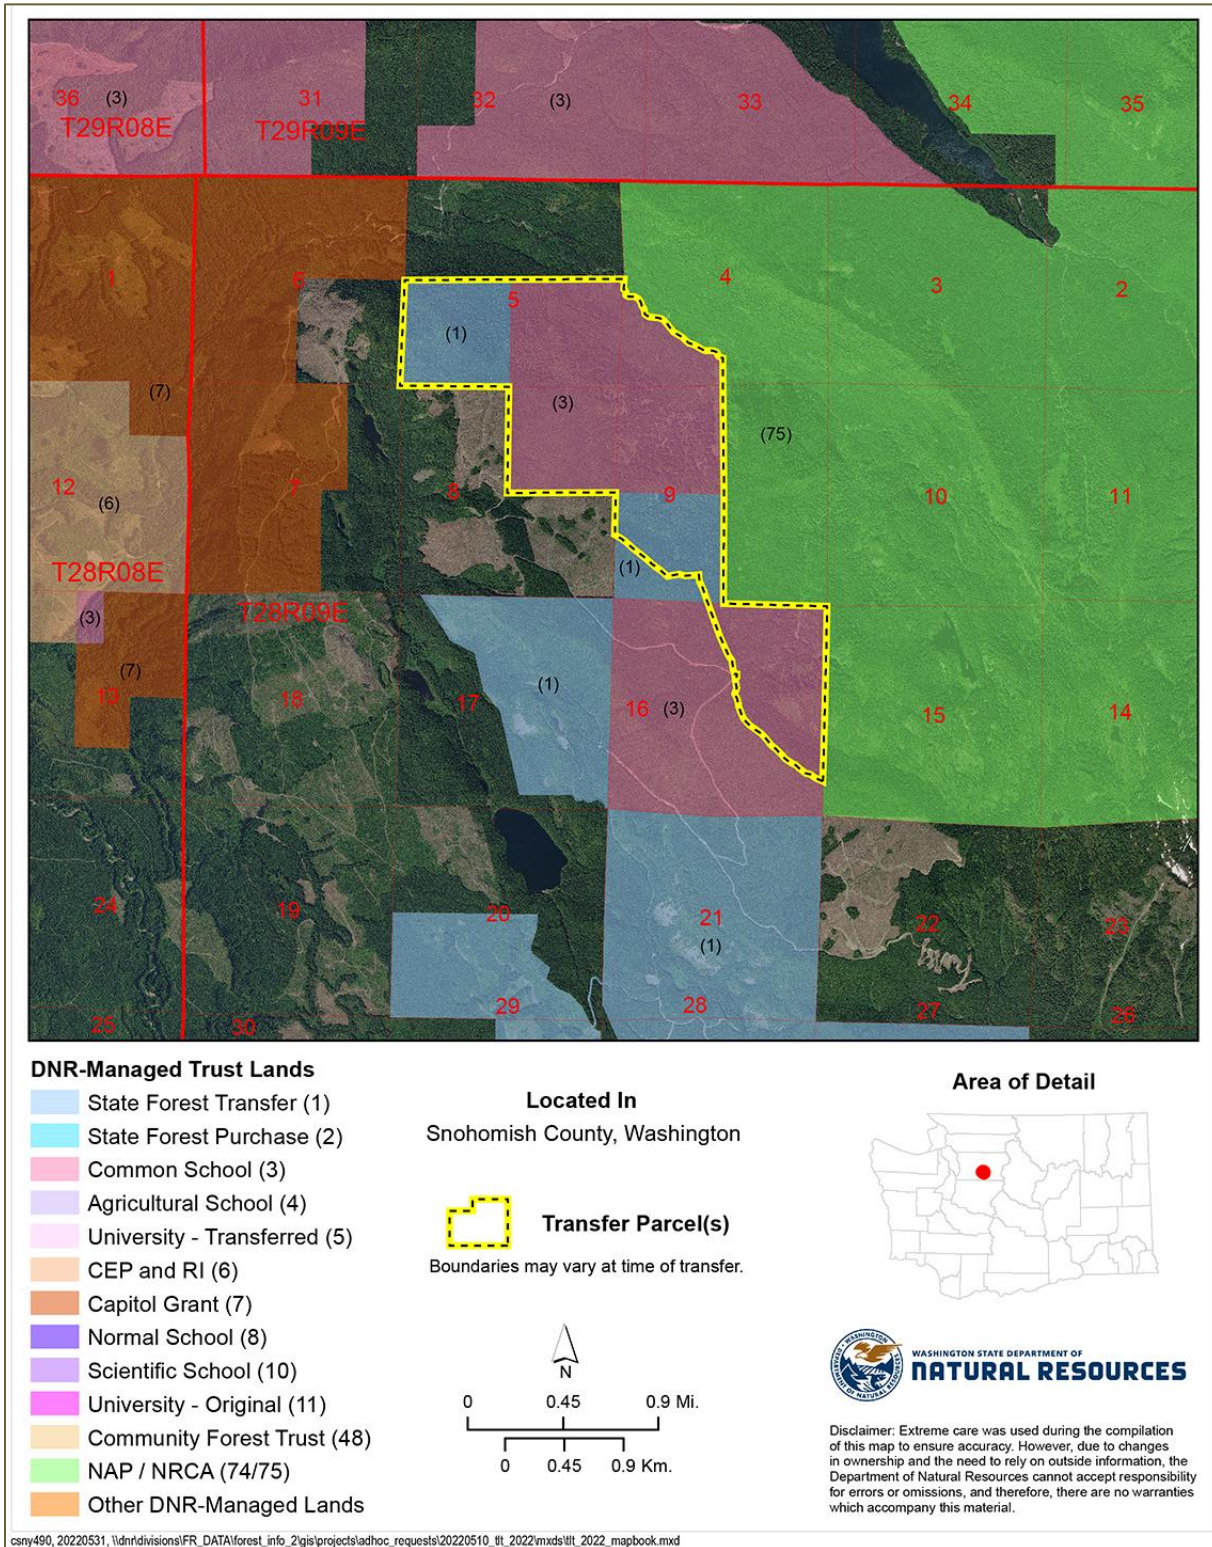 36 (3) 31 32 (3) 33 34 35
T29R08E T29R09E
1 6 5 4 3 2
(1)
(7) (3) (75)
12 (6) 7 8 9 10 11
T28R08E (1)
(3) T28R09E
(7) (1)
13 18 17 16 (3) 15 14
24 19 20 21 22 23
(1)
25 30 29 28 27 26
DNR-Managed Trust Lands
State Forest Transfer (1)
State Forest Purchase (2)
Common School (3)
Agricultural School (4)
University - Transferred (5)
CEP and RI (6)
Capitol Grant (7)
Normal School (8)
Scientific School (10)
University - Original (11)
Community Forest Trust (48)
NAP / NRCA (74/75)
Other DNR-Managed Lands
Located In
Snohomish County, Washington
Transfer Parcel(s)
Boundaries may vary at time of transfer.
N
0 0.45 0.9 Mi.
0 0.45 0.9 Km.
Area of Detail
WASHINGTON STATE DEPARTMENT OF
NATURAL RESOURCES
Disclaimer: Extreme care was used during the compilation
of this map to ensure accuracy. However, due to changes
in ownership and the need to rely on outside information, the
Department of Natural Resources cannot accept responsibility
for errors or omissions, and therefore, there are no warranties
which accompany this material.
csny490, 20220531, \\dnr\divisions\FR_DATA\forest_info_2\gis\projects\adhoc_requests\20220510_tlt_2022\mxds\tlt_2022_mapbook.mxd